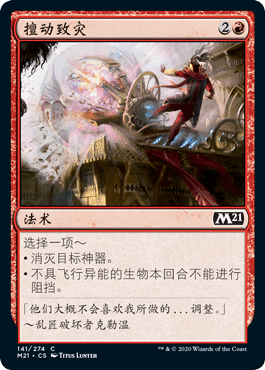 擅动致灾 2
法术 M21
选择一项～
• 消灭目标神器。
• 不具飞行异能的生物本回合不能进行
阻挡。
「他们大概不会喜欢我所做的...调整。」
～乱匠破坏者克勒温
141/274 C
M21 • CS TITUS LUNTER ™ & © 2020 Wizards of the Coast